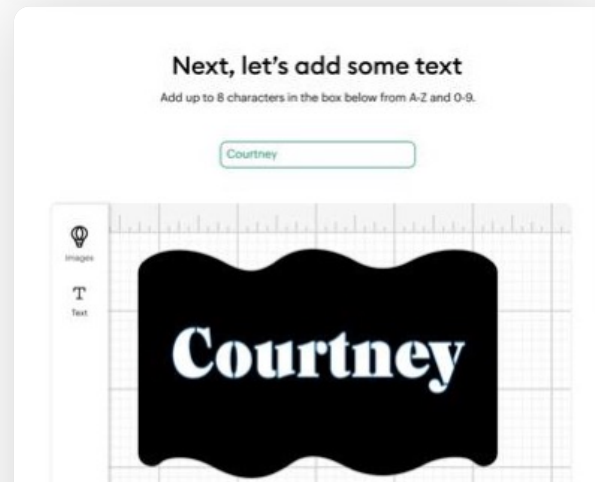 Next, let's add some text
Add up to 8 characters in the box below from A-Z and 0-9.
Courtney
Images
Text
Courtney